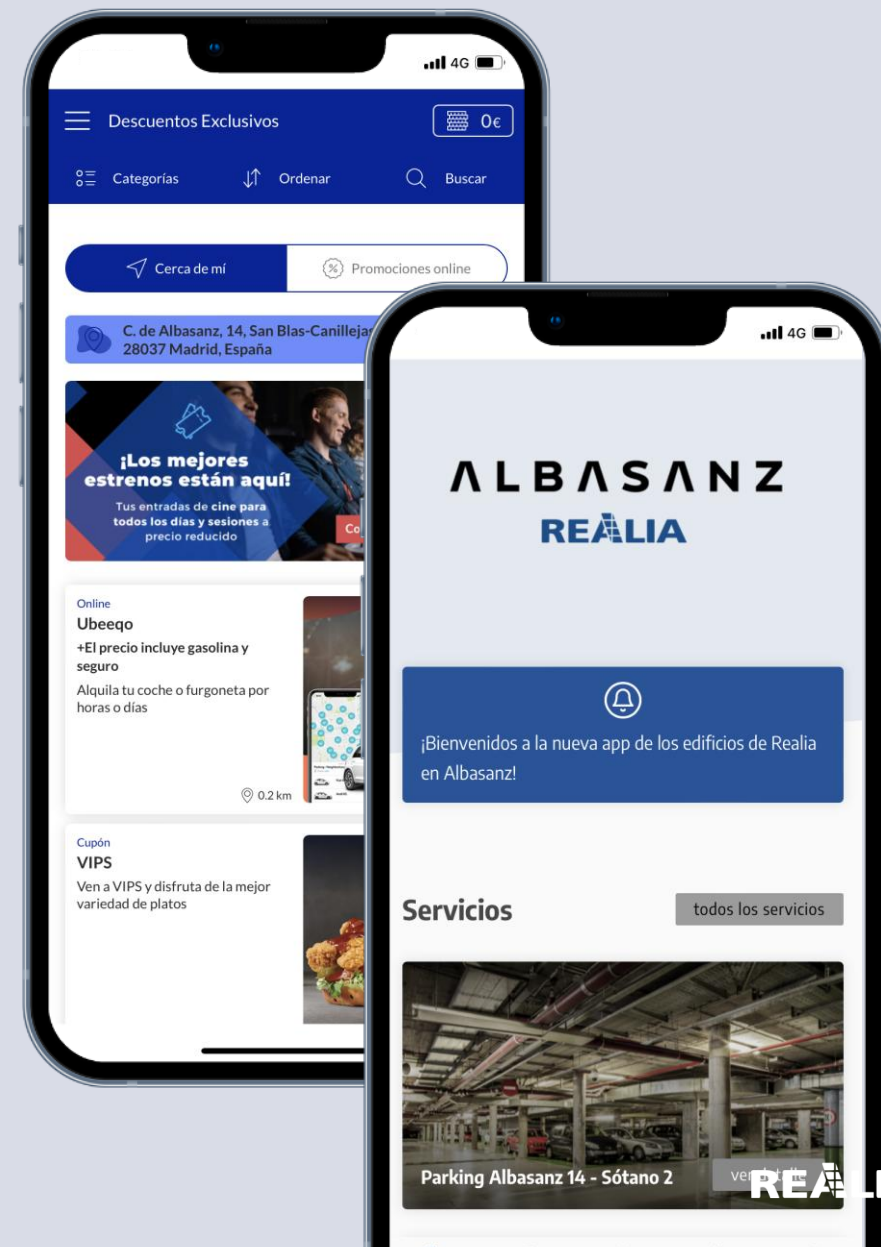 4G
Descuentos Exclusivos
0€
Categorías
Ordenar
Buscar
Cerca de mí
Promociones online
C. de Albasanz, 14, San Blas-Canillejas
28037 Madrid, España
¡Los mejores
estrenos están aquí!
Tus entradas de cine para
todos los días y sesiones a
precio reducido
Online
Ubeeqo
+El precio incluye gasolina y
seguro
Alquila tu coche o furgoneta por
horas o días
0.2 km
Cupón
VIPS
Ven a VIPS y disfruta de la mejor
variedad de platos
4G
ALBASANZ
REALIA
¡Bienvenidos a la nueva app de los edificios de Realia
en Albasanz!
Servicios
todos los servicios
Parking Albasanz 14 - Sótano 2